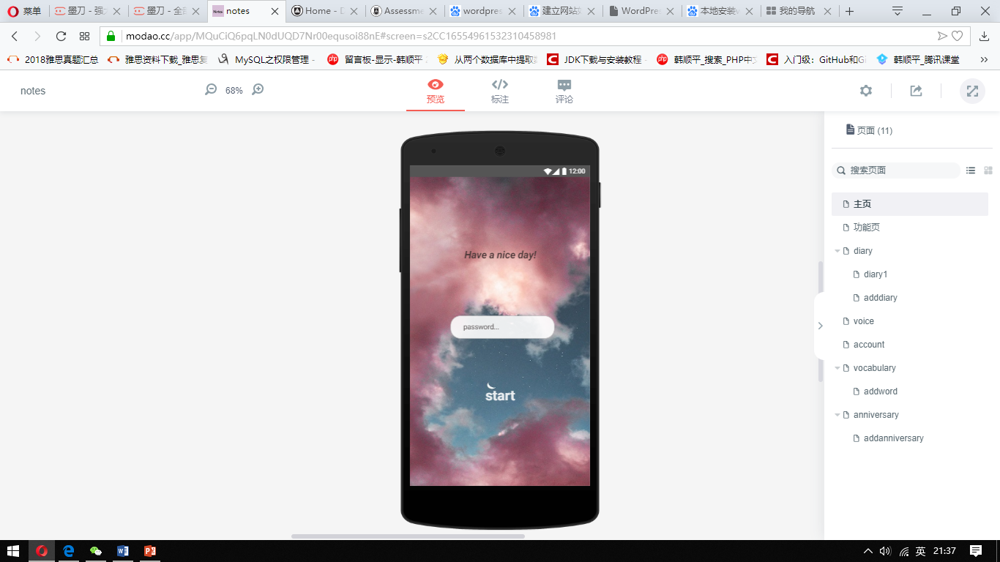 菜单
墨刀 - 强大
墨刀 - 全部
notes
Home - D
Assessme
wordpres
建立网站
WordPres
本地安装
我的导航
modao.cc/app/MQuCiQ6pqLN0dUQD7Nr00equsoi88nE#screen=s2CC16554961532310458981
2018雅思真题汇总
雅思资料下载_雅思复
MySQL之权限管理 -
留言板-显示-韩顺平
从两个数据库中提取
JDK下载与安装教程 -
韩顺平_搜索_PHP中文
入门级：GitHub和Gi
韩顺平_腾讯课堂
notes
68%
预览
标注
评论
页面 (11)
搜索页面
主页
功能页
diary
diary1
adddiary
voice
account
vocabulary
addword
anniversary
addanniversary
12:00
Have a nice day!
password...
start
英
21:37